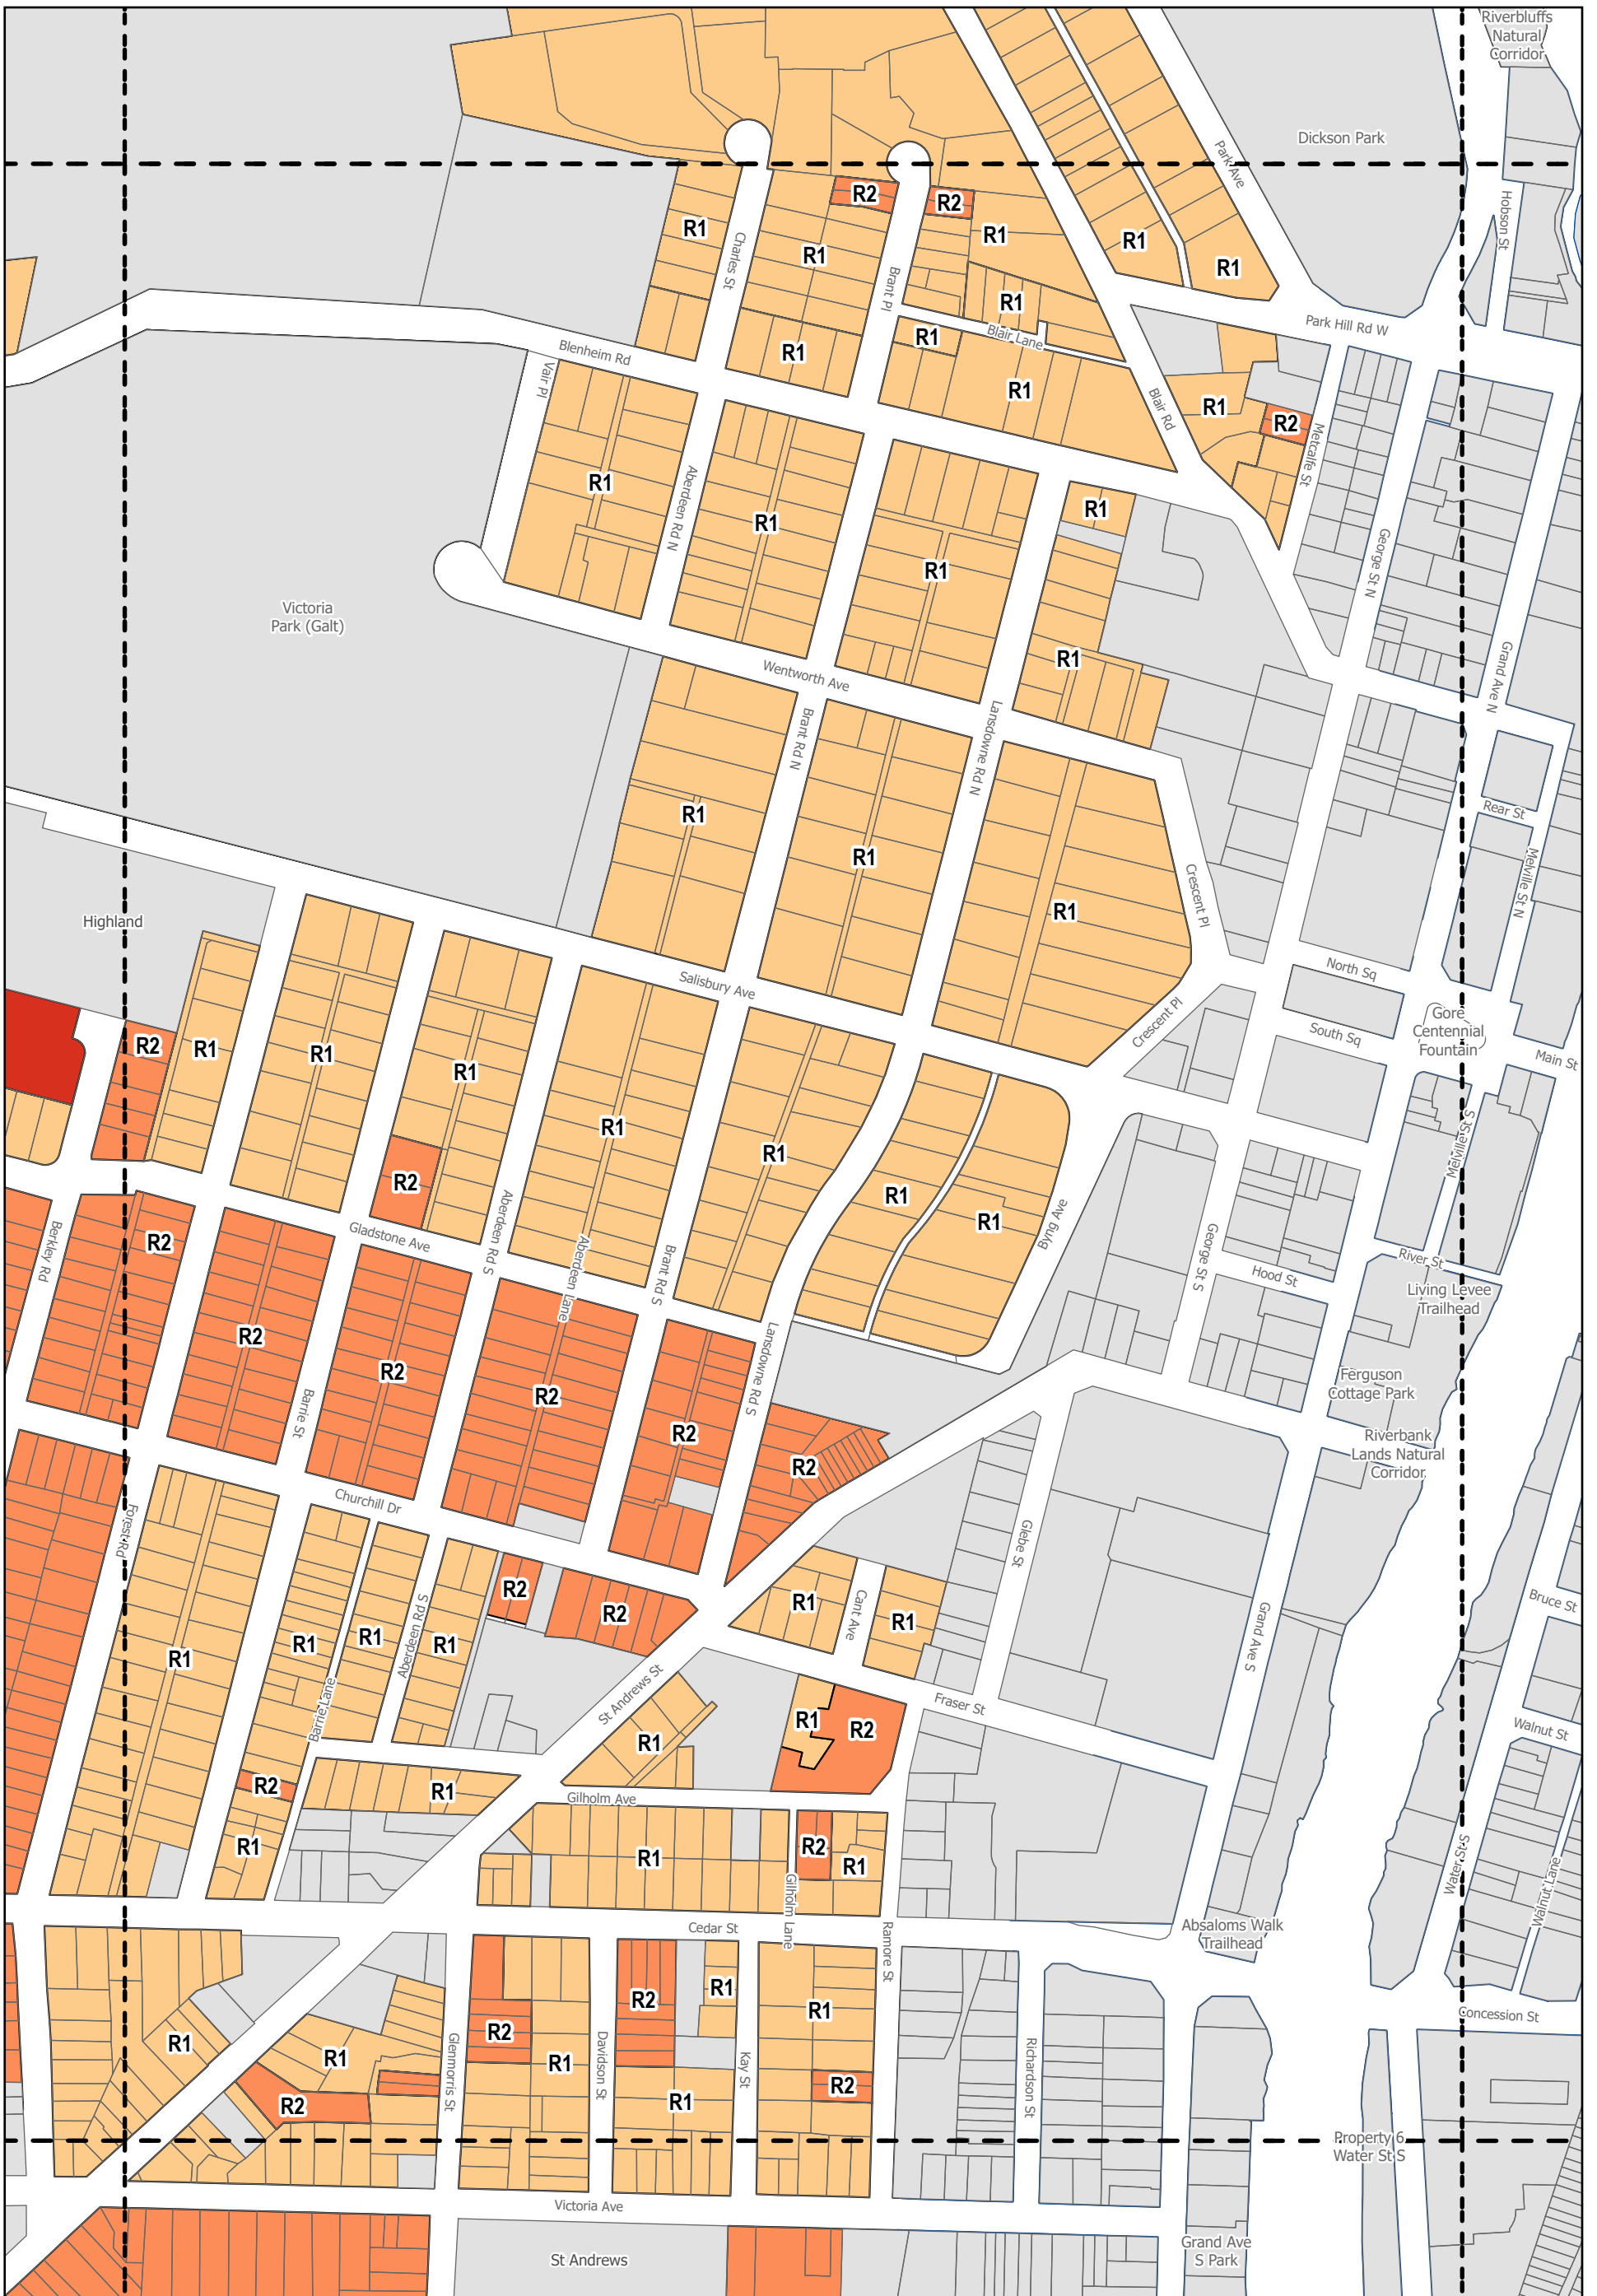 Riverbluffs
Natural
Corridor
Dickson Park
Park Ave
Hobson St
R2
R2
R1
R1
R1
R1
R1
Charles St
Brant Pl
R1
R1
Blair Lane
Park Hill Rd W
Blenheim Rd
R1
Vair Pl
R1
Blair Rd
R1
R2
Metcalfe St
R1
Aberdeen Rd N
R1
R1
R1
George St N
Victoria
Park (Galt)
R1
Wentworth Ave
Grand Ave N
Brant Rd N
Lansdowne Rd N
R1
Rear St
R1
Melville St N
Crescent Pl
R1
Highland
North Sq
Salisbury Ave
Crescent Pl
South Sq
Gore
Centennial
Fountain
Main St
R2
R1
R1
R1
R1
R1
Melville St S
R2
R1
R1
Byng Ave
Berkley Rd
R2
Gladstone Ave
Aberdeen Rd S
Aberdeen Lane
Brant Rd S
George St S
River St
Hood St
Living Levee
Trailhead
R2
R2
R2
Lansdowne Rd S
Ferguson
Cottage Park
Barrie St
R2
R2
Riverbank
Lands Natural
Corridor
Churchill Dr
Forest Rd
Glebe St
R2
R2
R1
R1
Cant Ave
Bruce St
R1
R1
R1
R1
Aberdeen Rd S
Grand Ave S
Barrie Lane
St Andrews St
Fraser St
R1
R1
R2
Walnut St
R2
R1
Gilholm Ave
R1
R1
R2
R1
Gilholm Lane
Water St S
Walnut Lane
Cedar St
Ramore St
Absaloms Walk
Trailhead
R1
R1
R2
Glenmorris St
R2
R1
Davidson St
R2
R1
R1
Kay St
R1
R2
Richardson St
Concession St
Property 6
Water St S
Victoria Ave
St Andrews
Grand Ave
S Park